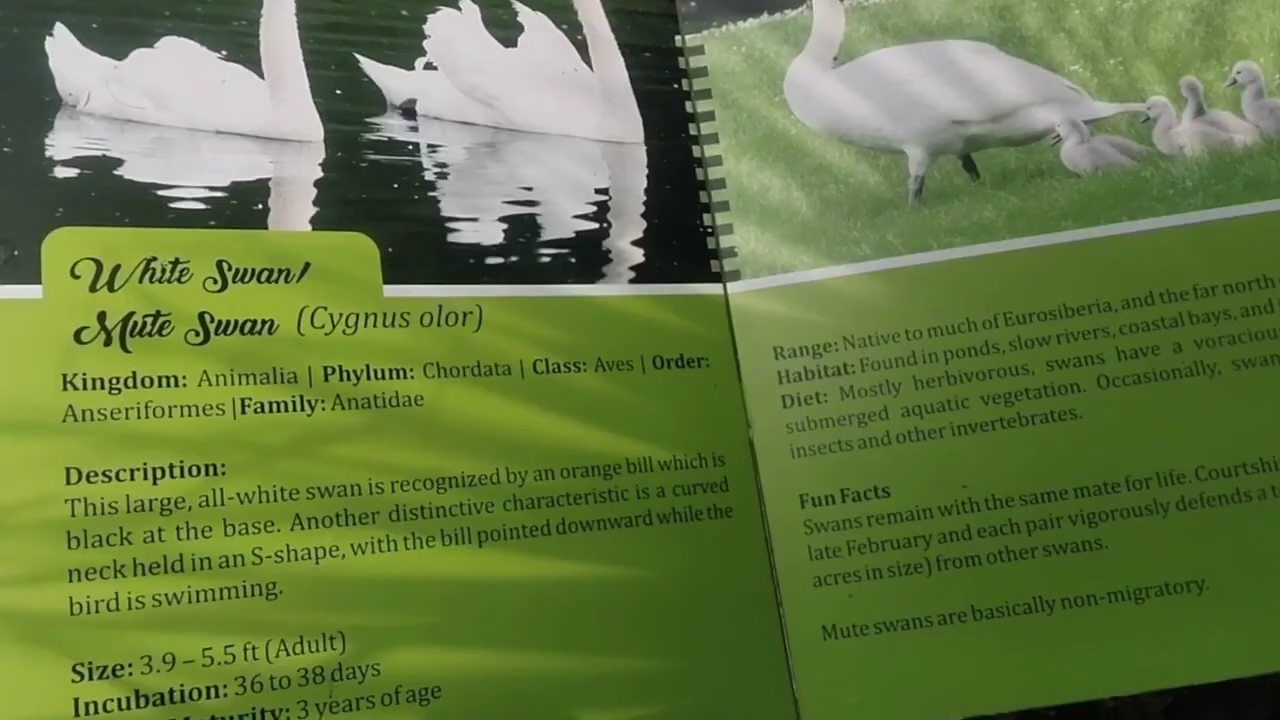 White Swan/
Mute Swan (Cygnus olor)
Kingdom: Animalia | Phylum: Chordata | Class: Aves | Order:
Anseriformes |Family: Anatidae
Description:
This large, all-white swan is recognized by an orange bill which is
black at the base. Another distinctive characteristic is a curved
neck held in an S-shape, with the bill pointed downward while the
bird is swimming.
Size: 3.9 – 5.5 ft (Adult)
Incubation: 36 to 38 days
3 years of age
Range: Native to much of Eurosiberia, and the far north
Habitat: Found in ponds, slow rivers, coastal bays, and
Diet: Mostly herbivorous, swans have a
submerged aquatic vegetation. Occasionally,
insects and other invertebrates.
Fun Facts
Swans remain with the same mate for life.
late February and each pair vigorously defends a
acres in size) from other swans.
Mute swans are basically non-migratory.